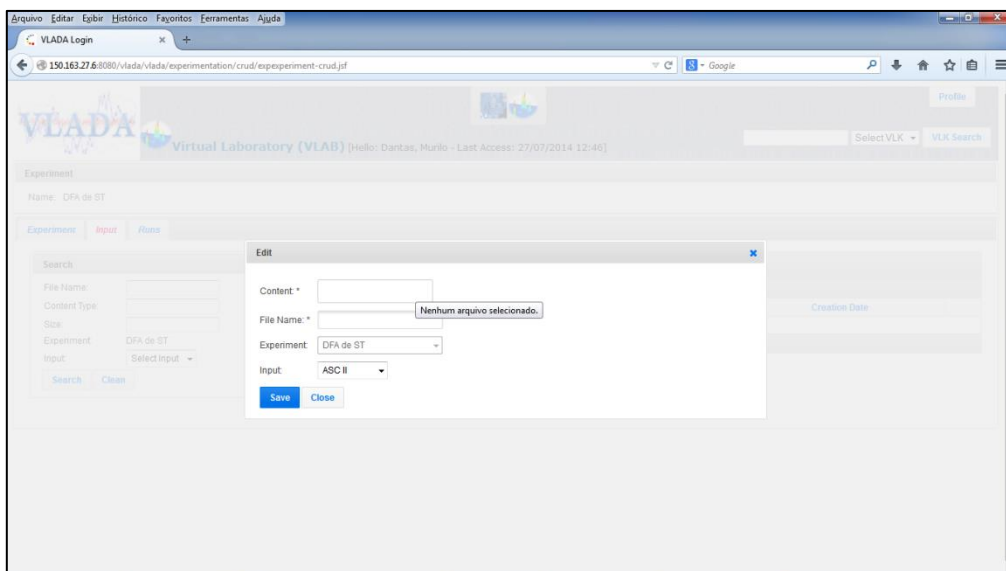 Arquivo Editar Exibir Histórico Favoritos Ferramentas Ajuda
VLADA Login
150.163.27.6:8080/vlada/vlada/experimentation/crud/expexperiment-crud.jsf
Google
Profile
VLADA
Virtual Laboratory (VLAB) [Hello: Dantas, Murilo - Last Access: 27/07/2014 12:46]
Select VLK VLK Search
Experiment
Name: DFA de ST
Experiment Input Runs
Search
File Name:
Content Type:
Size:
Experiment: DFA de ST
Input: Select Input
Search Clean
Creation Date
Edit
Content: *
Nenhum arquivo selecionado.
File Name: *
Experiment: DFA de ST
Input: ASC II
Save Close